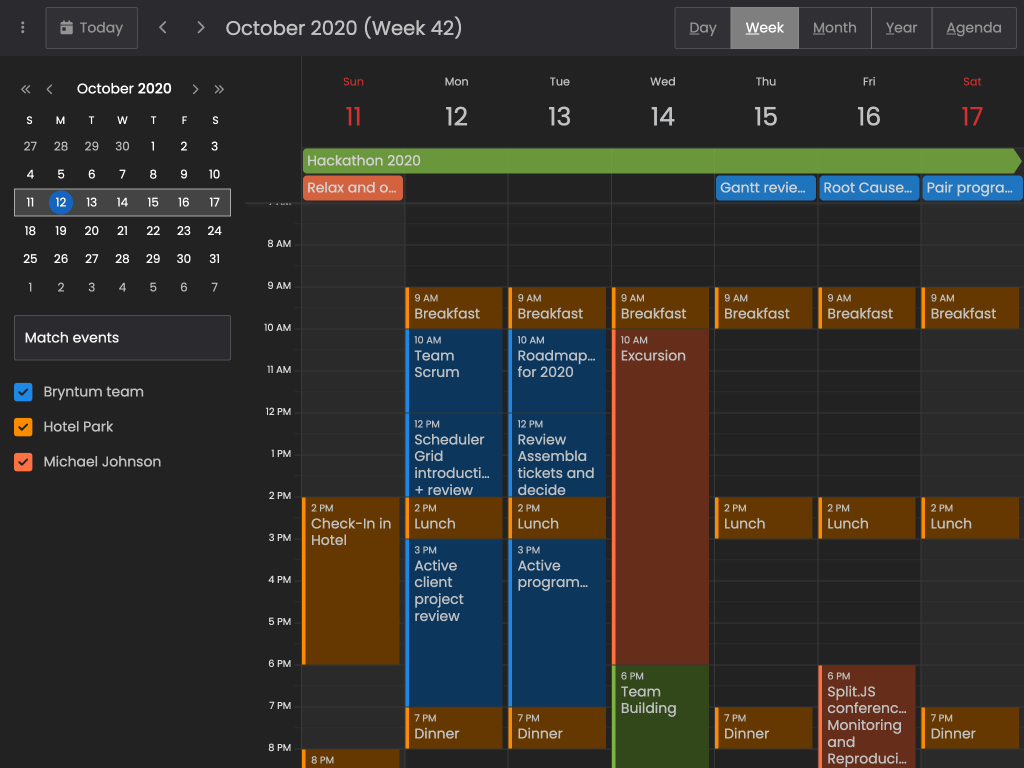 Today
October 2020 (Week 42)
Day
Week
Month
Year
Agenda
October 2020
S M T W T F S
27 28 29 30 1 2 3
4 5 6 7 8 9 10
11 12 13 14 15 16 17
18 19 20 21 22 23 24
25 26 27 28 29 30 31
1 2 3 4 5 6 7
Match events
Bryntum team
Hotel Park
Michael Johnson
Sun Mon Tue Wed Thu Fri Sat
11 12 13 14 15 16 17
Hackathon 2020
Relax and o...
Gantt revie...
Root Cause...
Pair progra...
8 AM
9 AM
10 AM
11 AM
12 PM
1 PM
2 PM
3 PM
4 PM
5 PM
6 PM
7 PM
8 PM
2 PM
Check-In in
Hotel
8 PM
9 AM
Breakfast
10 AM
Team
Scrum
12 PM
Scheduler
Grid
introducti...
+ review
2 PM
Lunch
3 PM
Active
client
project
review
7 PM
Dinner
9 AM
Breakfast
10 AM
Roadmap...
for 2020
12 PM
Review
Assembla
tickets and
decide
2 PM
Lunch
3 PM
Active
program...
7 PM
Dinner
9 AM
Breakfast
10 AM
Excursion
6 PM
Team
Building
9 AM
Breakfast
2 PM
Lunch
7 PM
Dinner
9 AM
Breakfast
2 PM
Lunch
6 PM
Split.JS
conferenc...
Monitoring
and
Reproduci...
9 AM
Breakfast
2 PM
Lunch
7 PM
Dinner